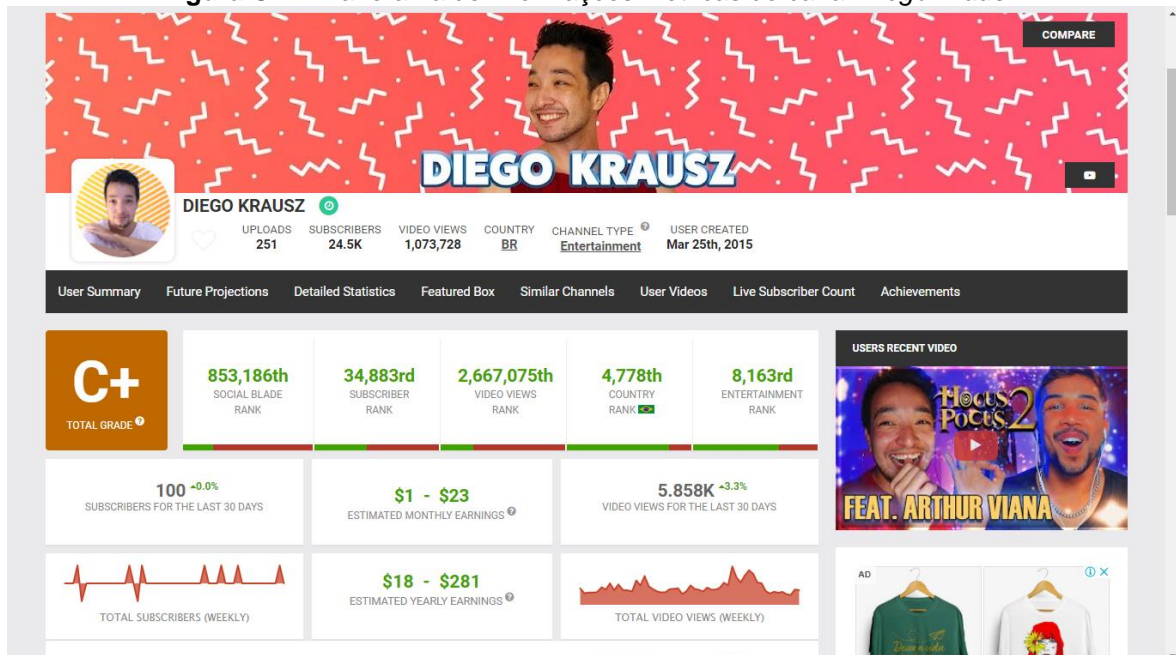 COMPARE
DIEGO KRAUSZ
DIEGO KRAUSZ
UPLOADS SUBSCRIBERS VIDEO VIEWS COUNTRY CHANNEL TYPE USER CREATED
251 24.5K 1,073,728 BR Entertainment Mar 25th, 2015
User Summary Future Projections Detailed Statistics Featured Box Similar Channels User Videos Live Subscriber Count Achievements
C+
TOTAL GRADE
853,186th
SOCIAL BLADE
RANK
34,883rd
SUBSCRIBER
RANK
2,667,075th
VIDEO VIEWS
RANK
4,778th
COUNTRY
RANK
8,163rd
ENTERTAINMENT
RANK
USERS RECENT VIDEO
HOCUS
POCUS 2
FEAT. ARTHUR VIANA
100 0.0%
SUBSCRIBERS FOR THE LAST 30 DAYS
$1 - $23
ESTIMATED MONTHLY EARNINGS
5.858K 3.3%
VIDEO VIEWS FOR THE LAST 30 DAYS
TOTAL SUBSCRIBERS (WEEKLY)
$18 - $281
ESTIMATED YEARLY EARNINGS
TOTAL VIDEO VIEWS (WEEKLY)
AD